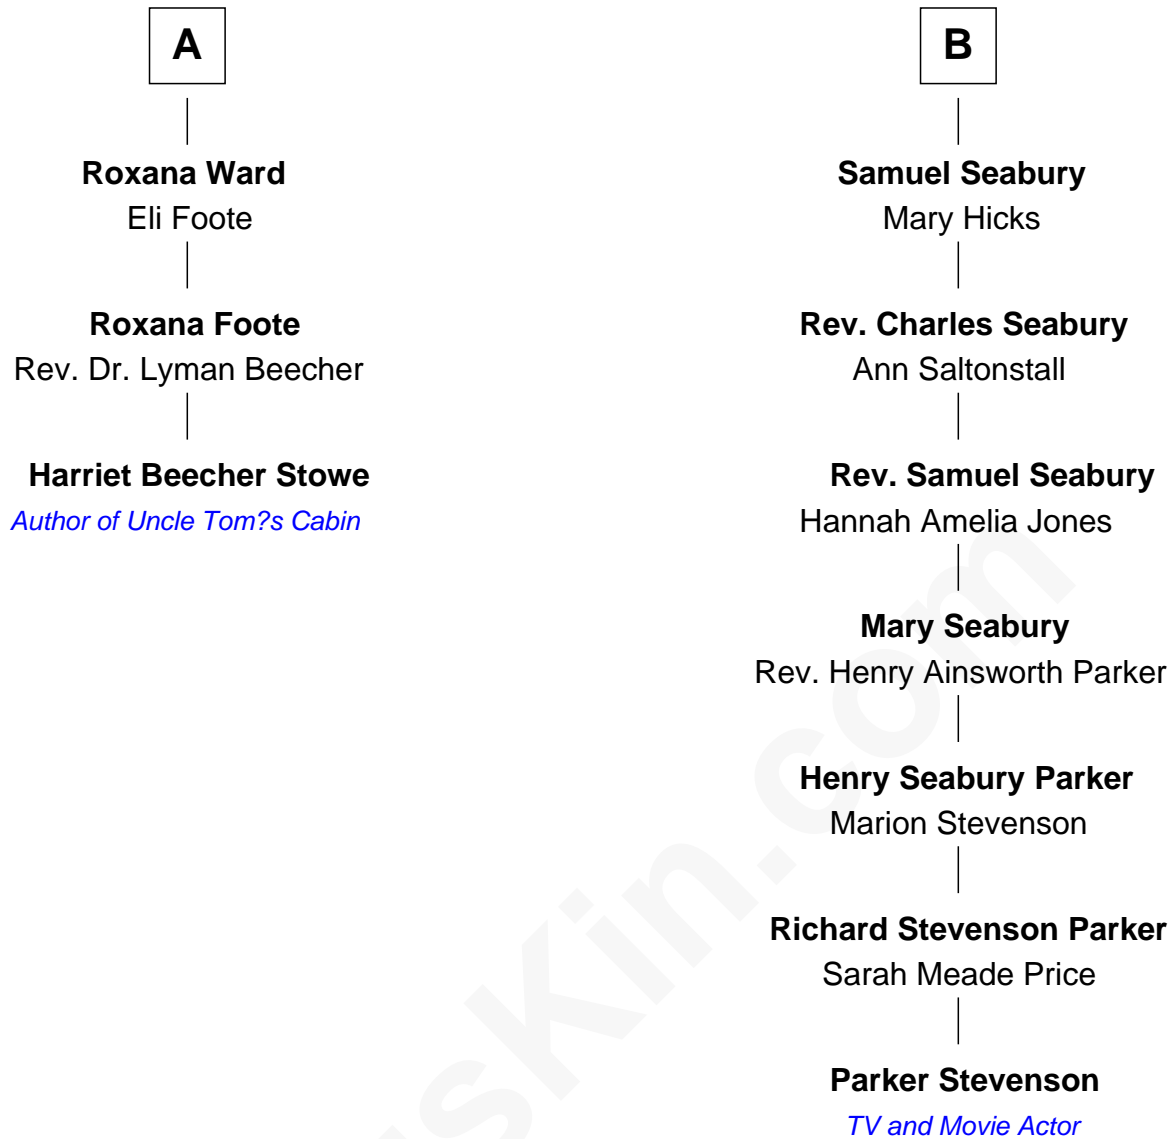 A
Roxana Ward
Eli Foote
Roxana Foote
Rev. Dr. Lyman Beecher
Harriet Beecher Stowe
Author of Uncle Tom?s Cabin
B
Samuel Seabury
Mary Hicks
Rev. Charles Seabury
Ann Saltonstall
Rev. Samuel Seabury
Hannah Amelia Jones
Mary Seabury
Rev. Henry Ainsworth Parker
Henry Seabury Parker
Marion Stevenson
Richard Stevenson Parker
Sarah Meade Price
Parker Stevenson
TV and Movie Actor